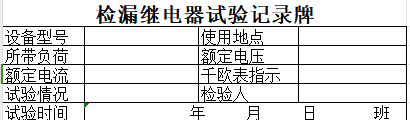 检漏继电器试验记录牌
设备型号 使用地点
所带负荷 额定电压
额定电流 千欧表指示
试验情况 检验人
试验时间 年 月 日 班